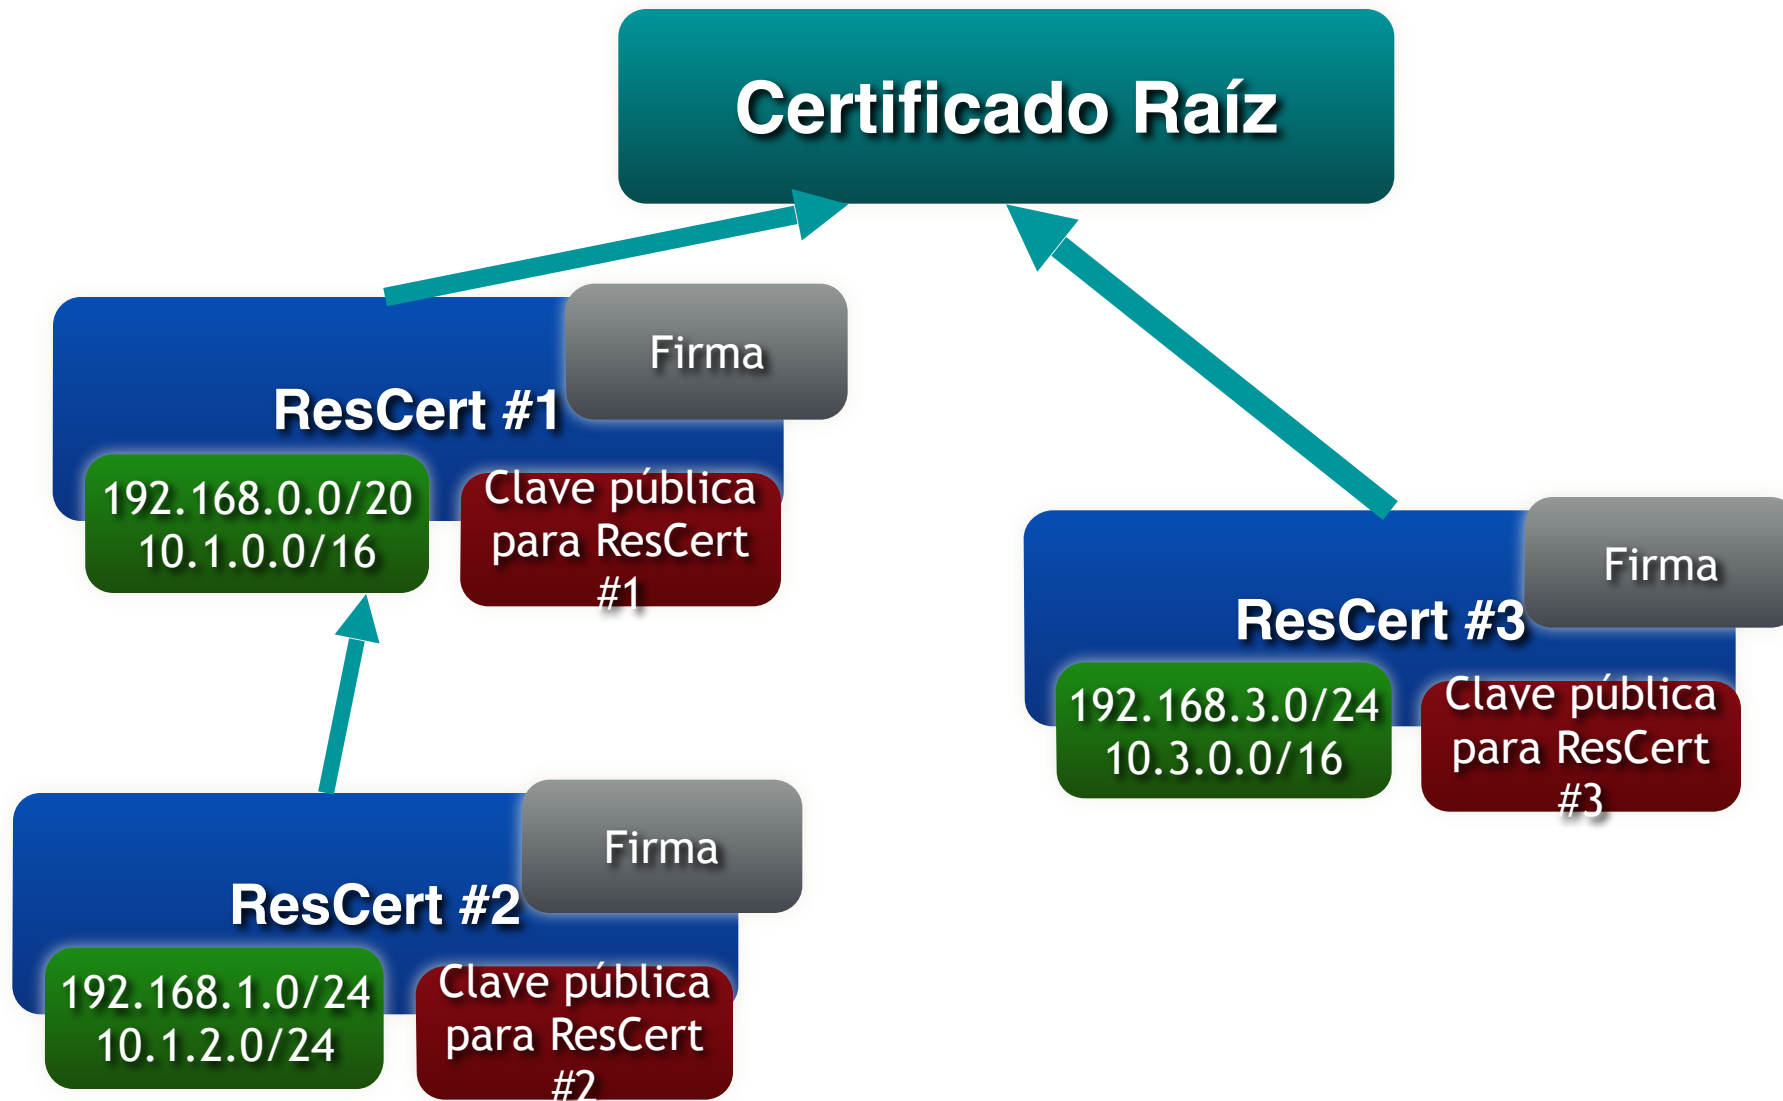 Certificado Raíz
Firma
ResCert #1
192.168.0.0/20
10.1.0.0/16
Clave pública
para ResCert
#1
Firma
ResCert #3
192.168.3.0/24
10.3.0.0/16
Clave pública
para ResCert
#3
Firma
ResCert #2
192.168.1.0/24
10.1.2.0/24
Clave pública
para ResCert
#2